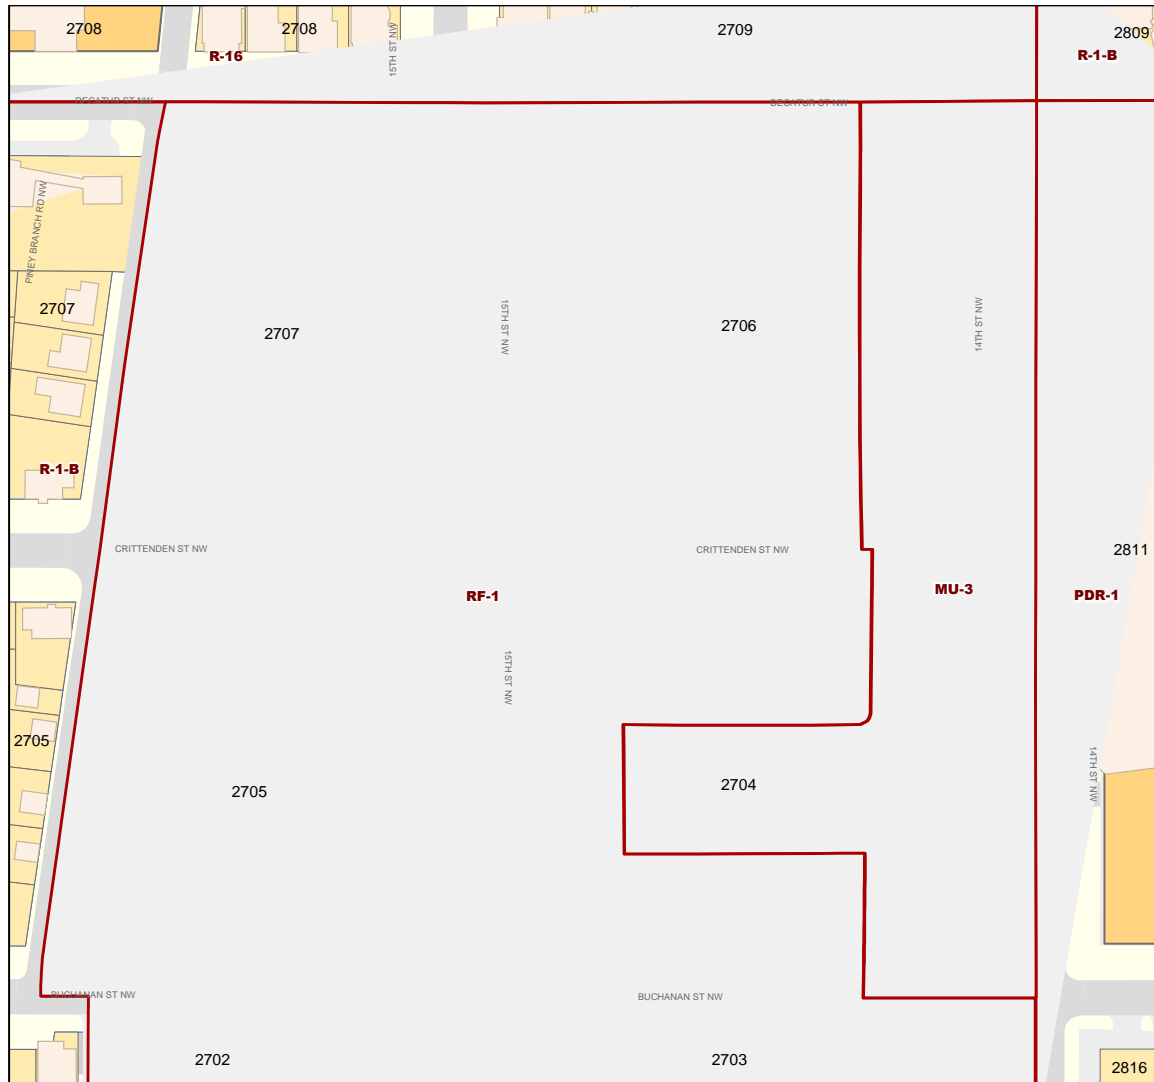 2708
2708
2709
2809
R-16
15TH ST NW
R-1-B
DECATUR ST NW
DECATUR ST NW
PINEY BRANCH RD NW
2707
2707
15TH ST NW
2706
14TH ST NW
R-1-B
CRITTENDEN ST NW
CRITTENDEN ST NW
2811
RF-1
MU-3
PDR-1
15TH ST NW
2705
2705
2704
14TH ST NW
BUCHANAN ST NW
BUCHANAN ST NW
2702
2703
2816